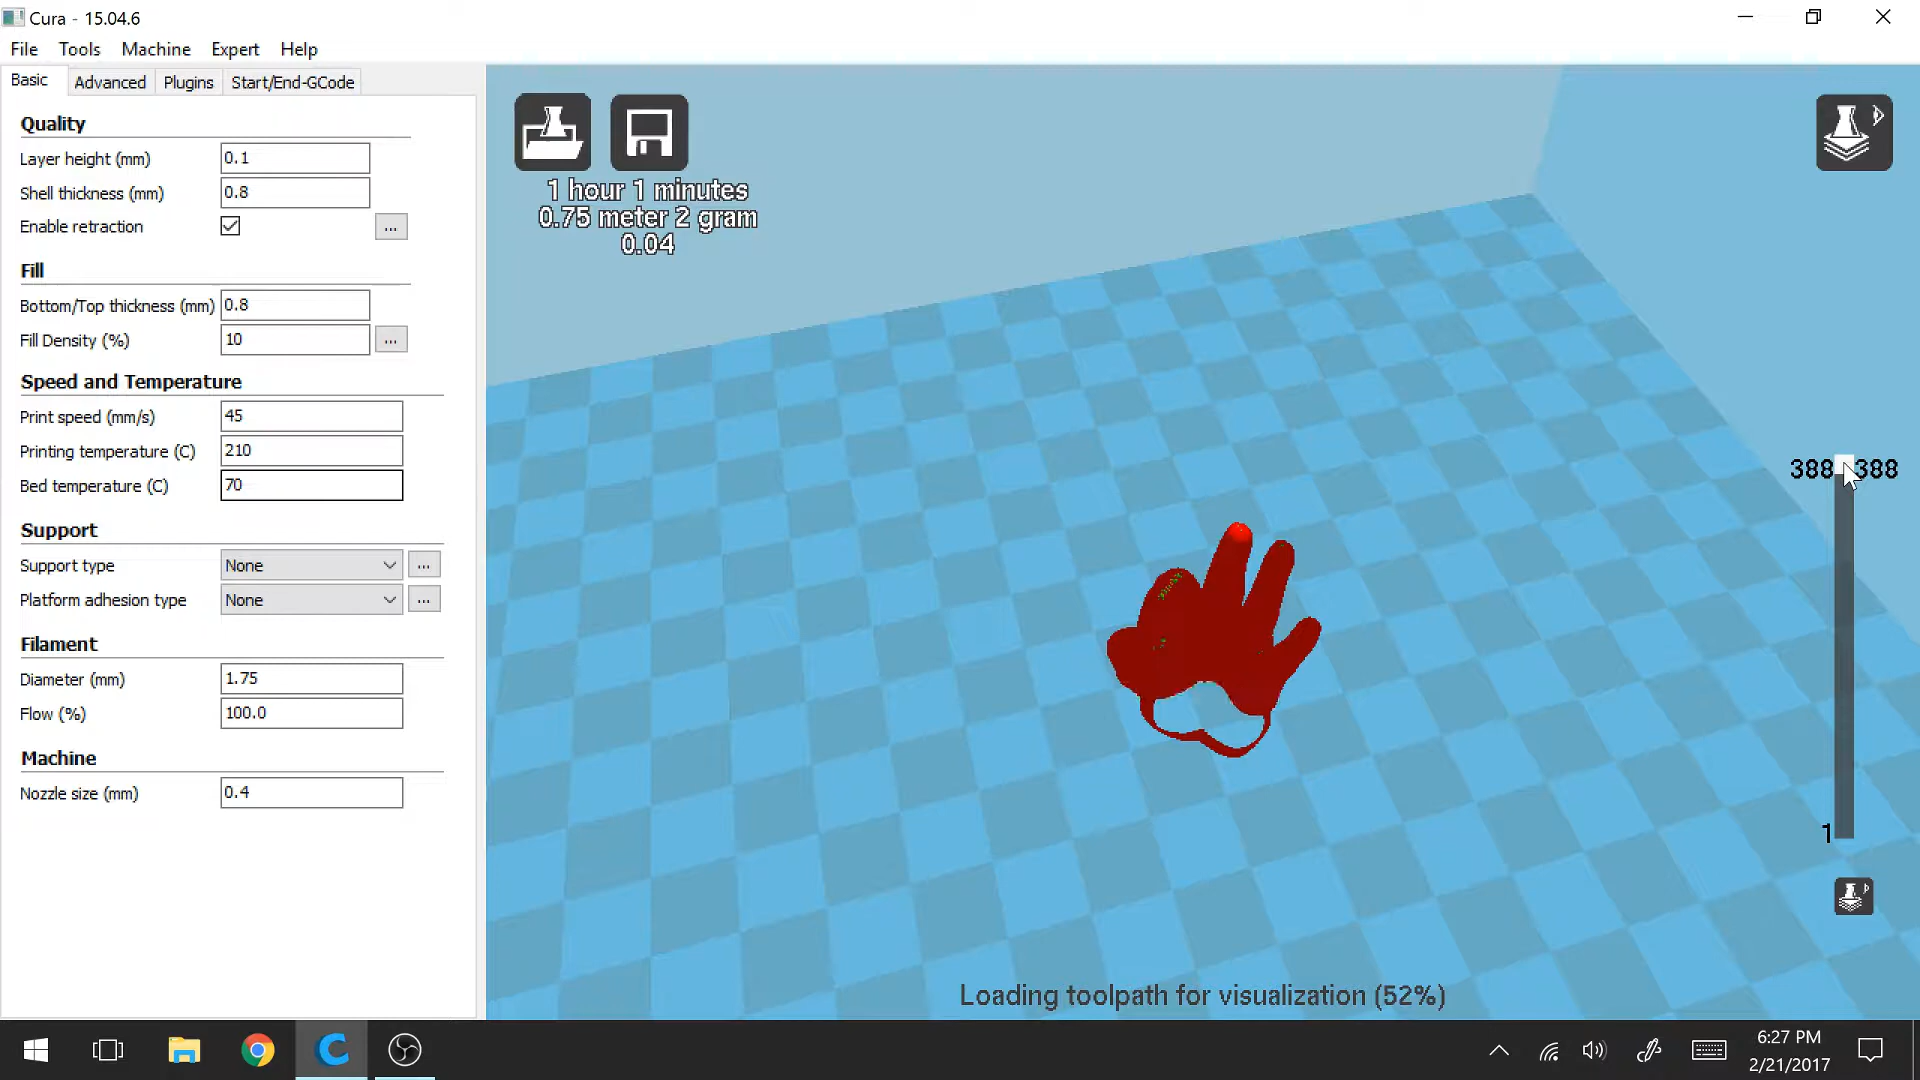 Cura - 15.04.6
File Tools Machine Expert Help
Basic Advanced Plugins Start/End-GCode
Quality
Layer height (mm) 0.1
Shell thickness (mm) 0.8
Enable retraction ...
Fill
Bottom/Top thickness (mm) 0.8
Fill Density (%) 10 ...
Speed and Temperature
Print speed (mm/s) 45
Printing temperature (C) 210
Bed temperature (C) 70
Support
Support type None ...
Platform adhesion type None ...
Filament
Diameter (mm) 1.75
Flow (%) 100.0
Machine
Nozzle size (mm) 0.4
1 hour 1 minutes
0.75 meter 2 gram
0.04
388 388
1
Loading toolpath for visualization (52%)
6:27 PM
2/21/2017